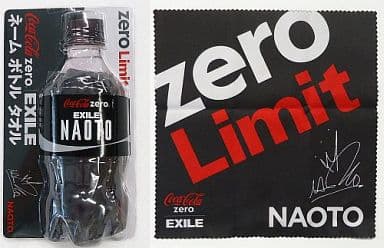 Coca-Cola zero
EXILE
ネーム ボトル タオル
zero Limit
NAOTO
Coca-Cola zero
EXILE
NAOTO
zero
Limit
Coca-Cola
zero
EXILE
NAOTO